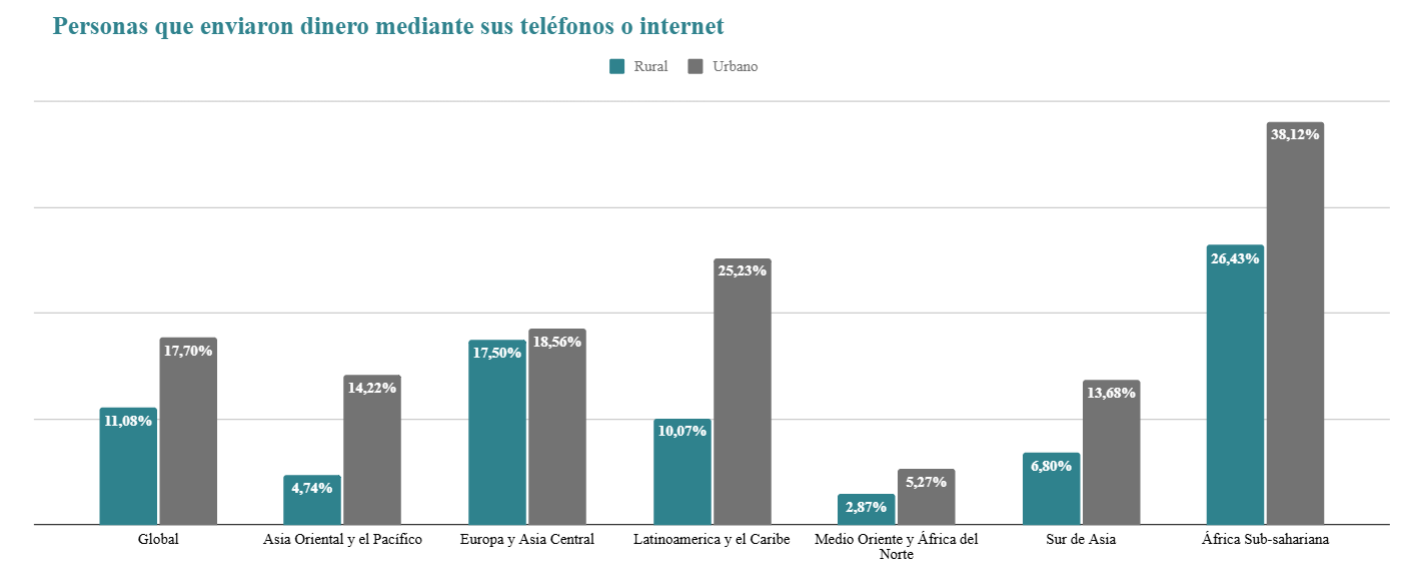 Personas que enviaron dinero mediante sus teléfonos o internet
Rural Urbano
11,08% 17,70% 4,74% 14,22% 17,50% 18,56% 10,07% 25,23% 2,87% 5,27% 6,80% 13,68% 26,43% 38,12%
Global Asia Oriental y el Pacífico Europa y Asia Central Latinoamerica y el Caribe Medio Oriente y África del Sur de Asia África Sub-sahariana
Norte